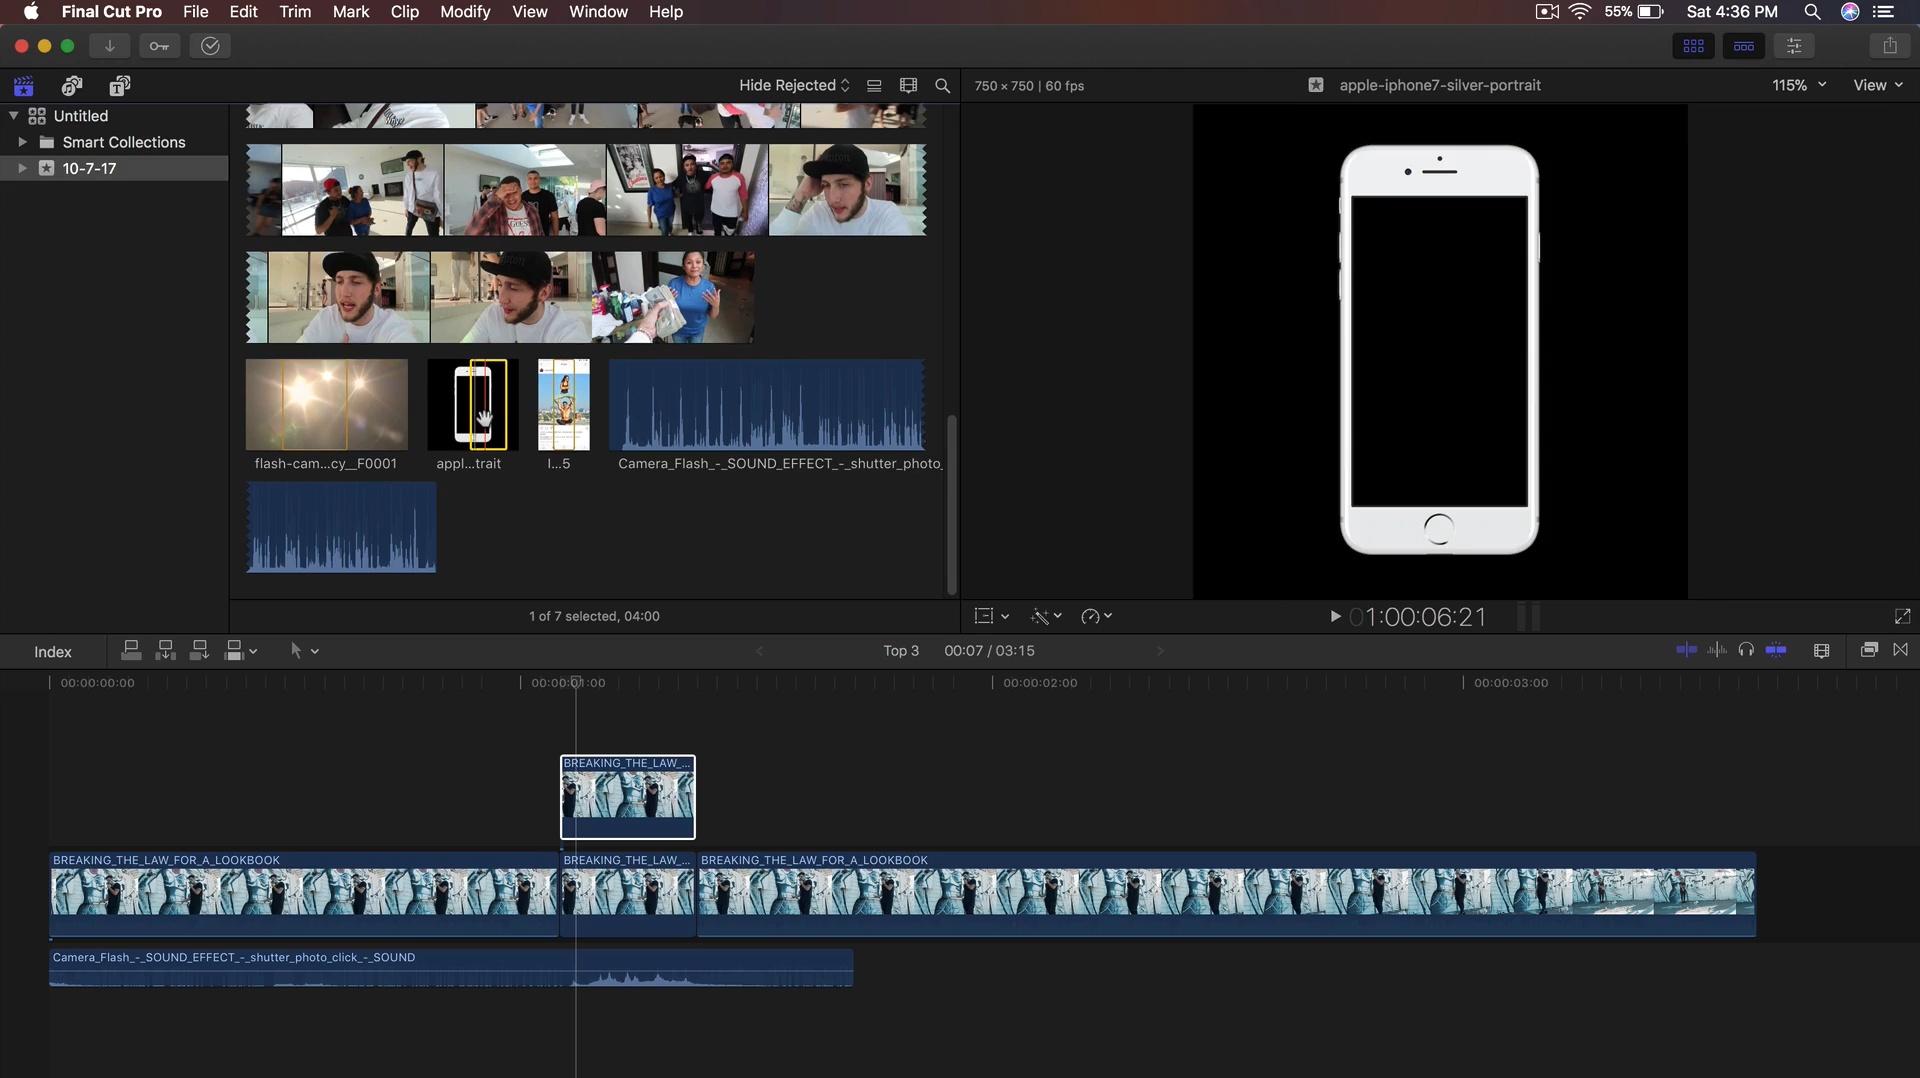 Final Cut Pro File Edit Trim Mark Clip Modify View Window Help 55% Sat 4:36 PM
Hide Rejected
750 × 750 | 60 fps
apple-iphone7-silver-portrait
115%
View
Untitled
Smart Collections
10-7-17
flash-cam...cy__F0001
appl...trait
I...5
Camera_Flash_-_SOUND_EFFECT_-_shutter_photo_
1 of 7 selected, 04:00
01:00:06:21
Index
Top 3
00:07 / 03:15
00:00:00:00
00:00:01:00
00:00:02:00
00:00:03:00
BREAKING_THE_LAW_...
BREAKING_THE_LAW_FOR_A_LOOKBOOK
BREAKING_THE_LAW_...
BREAKING_THE_LAW_FOR_A_LOOKBOOK
Camera_Flash_-_SOUND_EFFECT_-_shutter_photo_click_-_SOUND